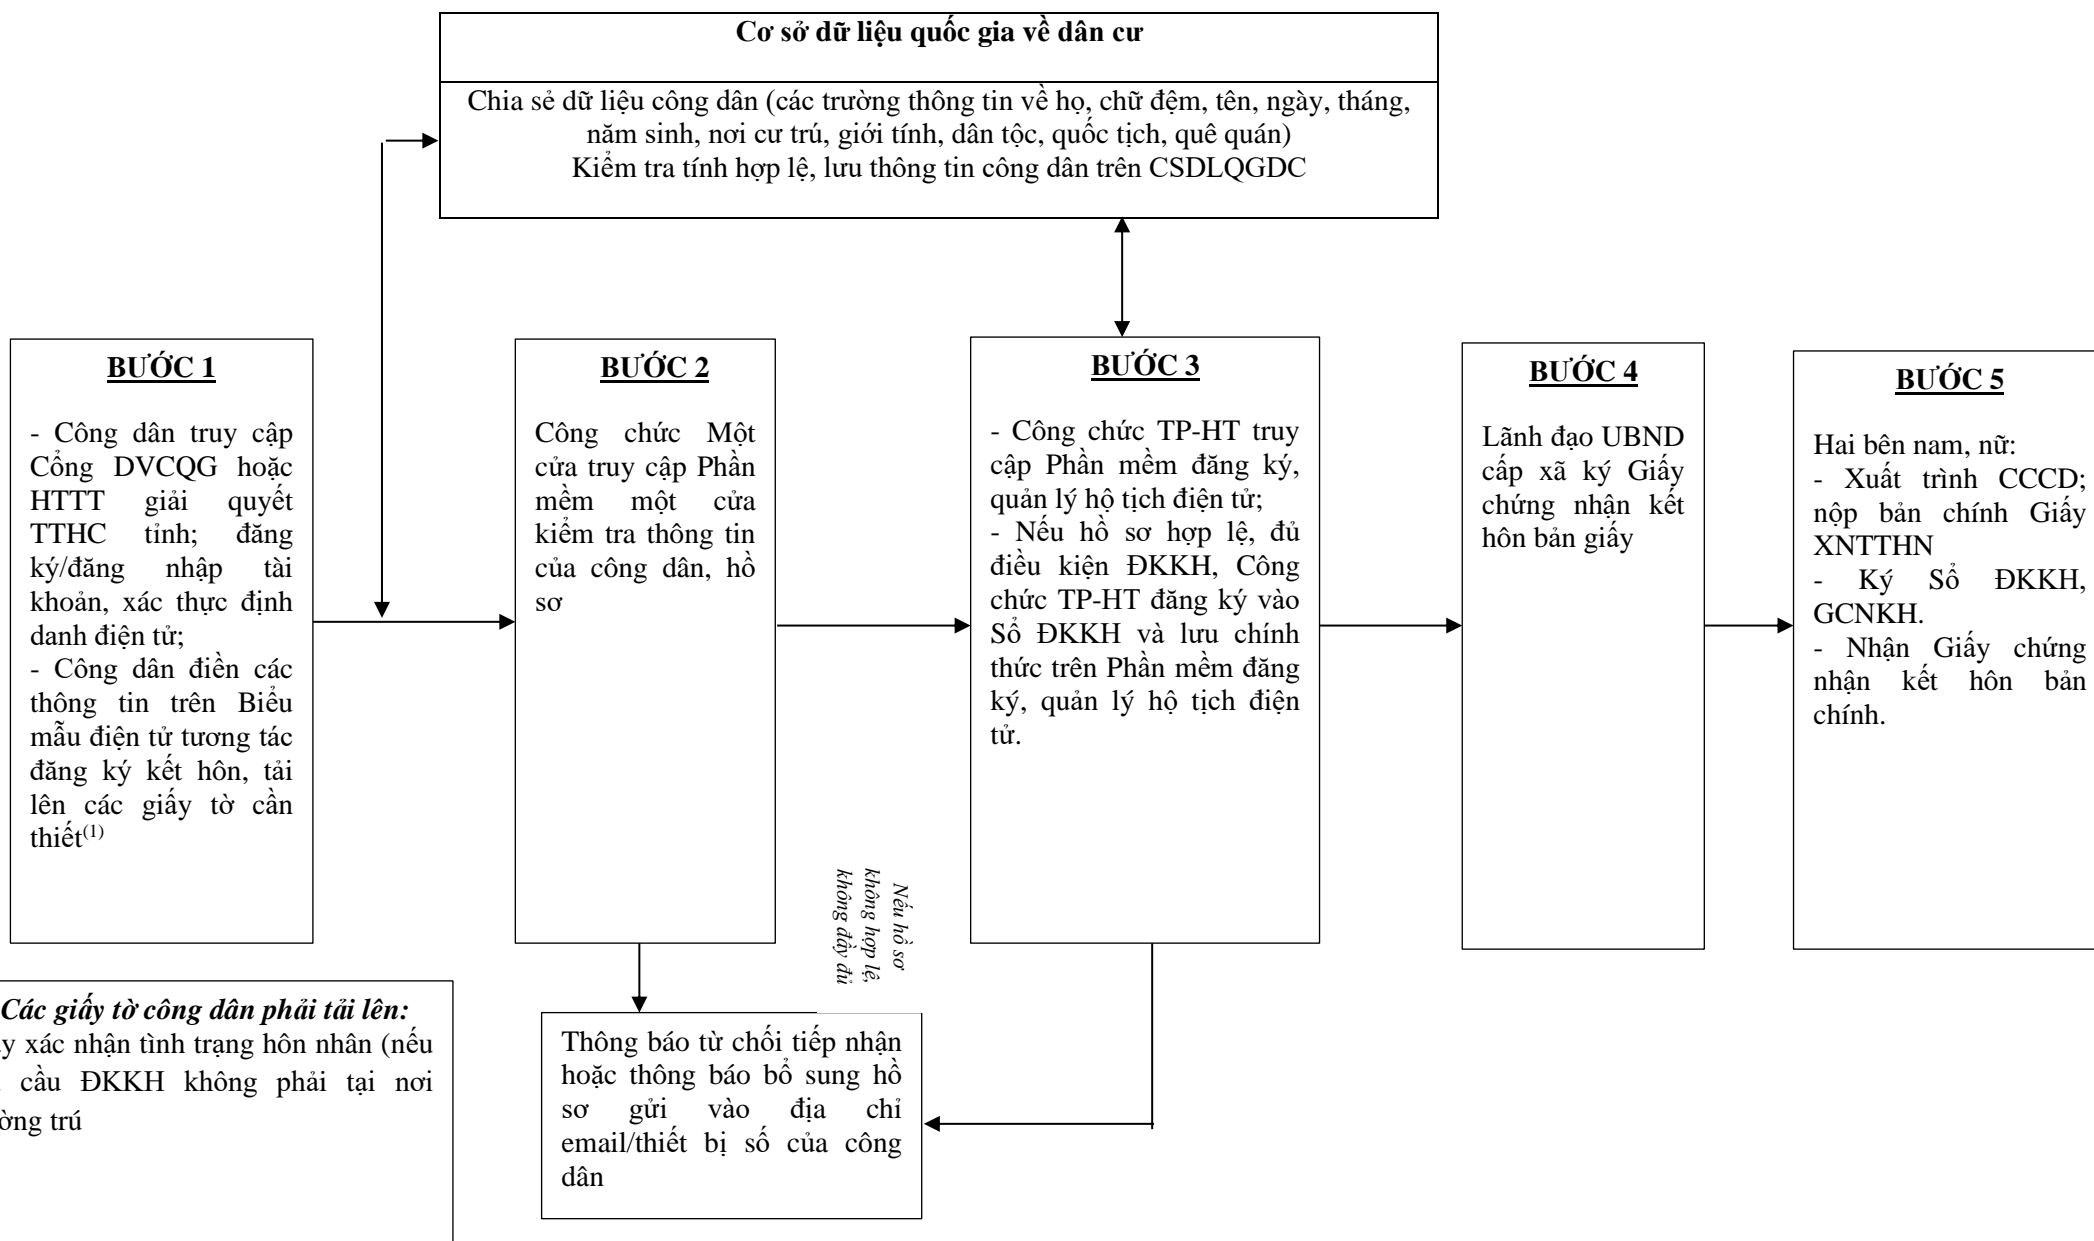 Cơ sở dữ liệu quốc gia về dân cư
Chia sẻ dữ liệu công dân (các trường thông tin về họ, chữ đệm, tên, ngày, tháng,
năm sinh, nơi cư trú, giới tính, dân tộc, quốc tịch, quê quán)
Kiểm tra tính hợp lệ, lưu thông tin công dân trên CSDLQGDC
BƯỚC 1
- Công dân truy cập
Cổng DVCQG hoặc
HTTT giải quyết
TTHC tỉnh; đăng
ký/đăng nhập tài
khoản, xác thực định
danh điện tử;
- Công dân điền các
thông tin trên Biểu
mẫu điện tử tương tác
đăng ký kết hôn, tải
lên các giấy tờ cần
thiết(1)
BƯỚC 2
Công chức Một
cửa truy cập Phần
mềm một cửa
kiểm tra thông tin
của công dân, hồ
sơ
BƯỚC 3
- Công chức TP-HT truy
cập Phần mềm đăng ký,
quản lý hộ tịch điện tử;
- Nếu hồ sơ hợp lệ, đủ
điều kiện ĐKKH, Công
chức TP-HT đăng ký vào
Sổ ĐKKH và lưu chính
thức trên Phần mềm đăng
ký, quản lý hộ tịch điện
tử.
BƯỚC 4
Lãnh đạo UBND
cấp xã ký Giấy
chứng nhận kết
hôn bản giấy
BƯỚC 5
Hai bên nam, nữ:
- Xuất trình CCCD;
nộp bản chính Giấy
XNTTHN
- Ký Sổ ĐKKH,
GCNKH.
- Nhận Giấy chứng
nhận kết hôn bản
chính.
Nếu hồ sơ
không hợp lệ,
không đầy đủ
Các giấy tờ công dân phải tải lên:
xác nhận tình trạng hôn nhân (nếu
cầu ĐKKH không phải tại nơi
trú
Thông báo từ chối tiếp nhận
hoặc thông báo bổ sung hồ
sơ gửi vào địa chỉ
email/thiết bị số của công
dân